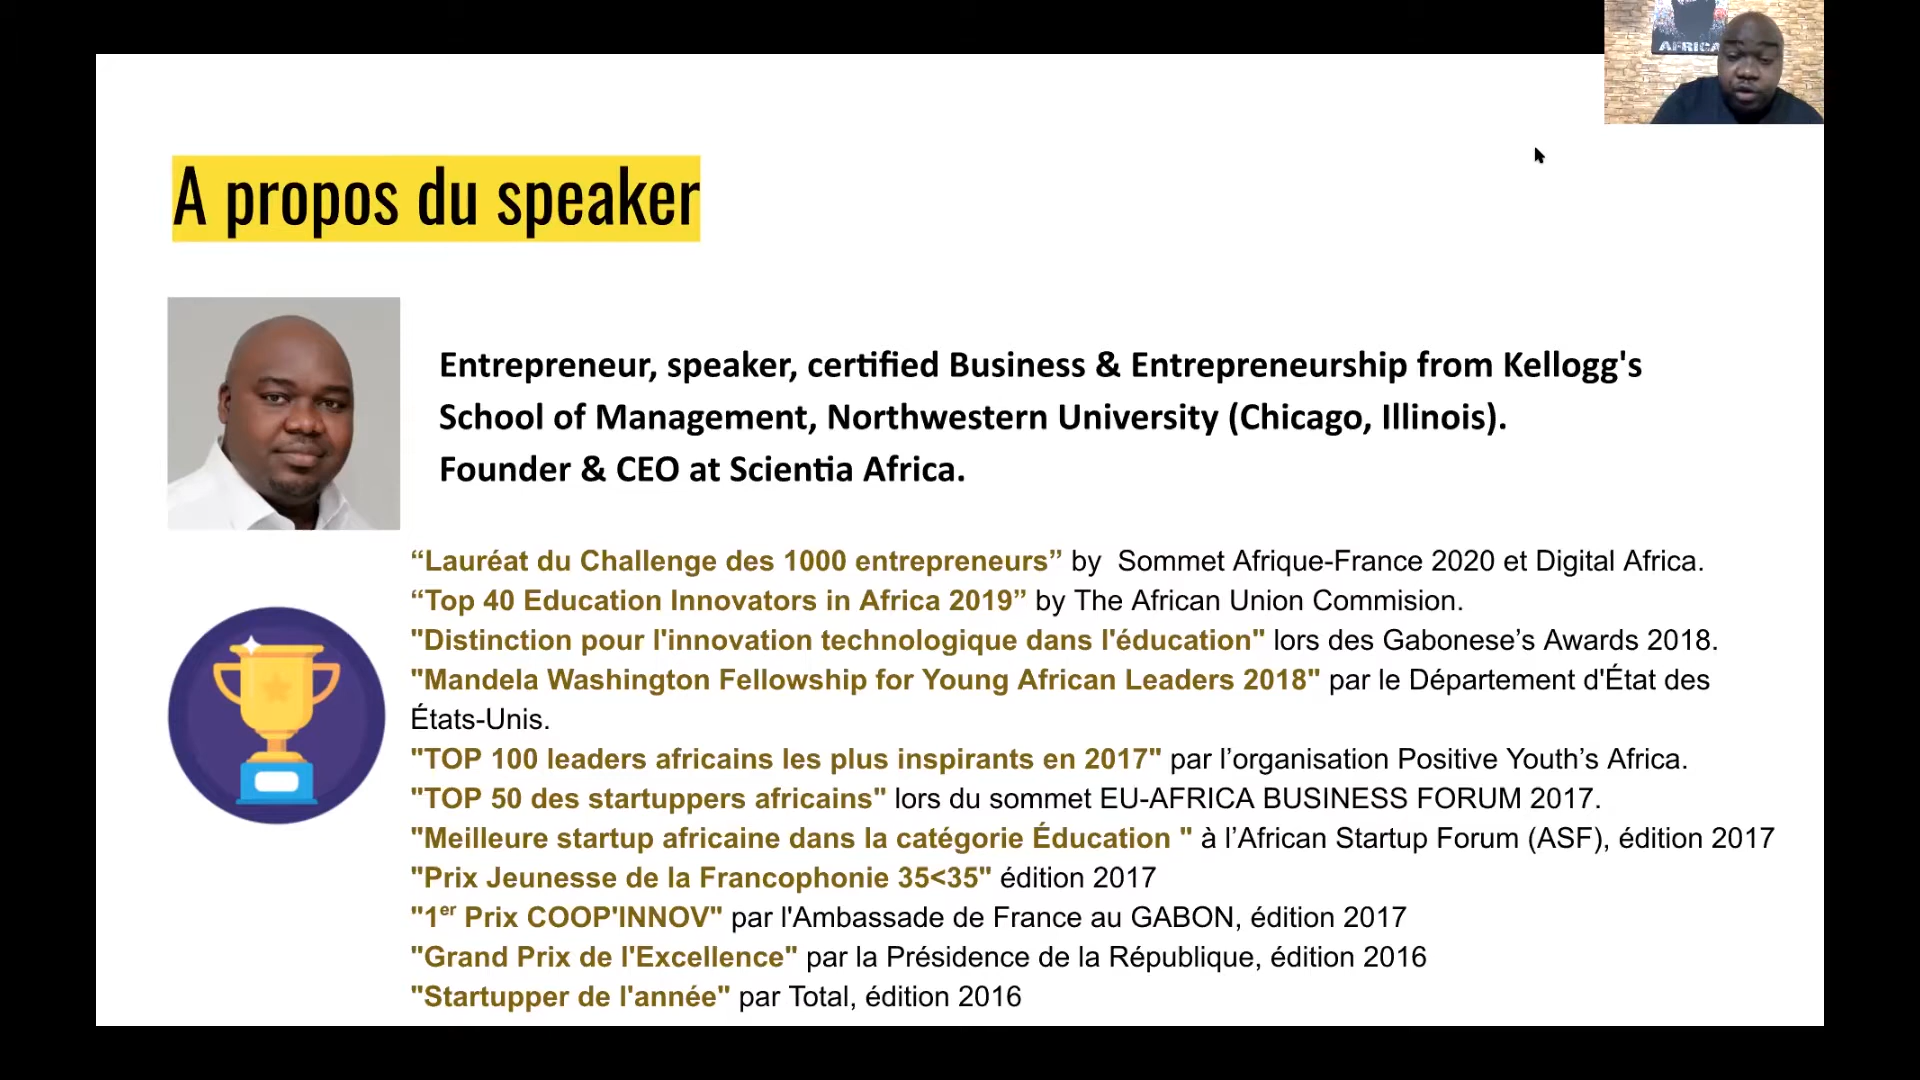 AFRICA
A propos du speaker
Entrepreneur, speaker, certified Business & Entrepreneurship from Kellogg's
School of Management, Northwestern University (Chicago, Illinois).
Founder & CEO at Scientia Africa.
“Lauréat du Challenge des 1000 entrepreneurs” by  Sommet Afrique-France 2020 et Digital Africa.
“Top 40 Education Innovators in Africa 2019” by The African Union Commision.
"Distinction pour l'innovation technologique dans l'éducation" lors des Gabonese’s Awards 2018.
"Mandela Washington Fellowship for Young African Leaders 2018" par le Département d'État des
États-Unis.
"TOP 100 leaders africains les plus inspirants en 2017" par l’organisation Positive Youth’s Africa.
"TOP 50 des startuppers africains" lors du sommet EU-AFRICA BUSINESS FORUM 2017.
"Meilleure startup africaine dans la catégorie Éducation " à l’African Startup Forum (ASF), édition 2017
"Prix Jeunesse de la Francophonie 35<35" édition 2017
"1er Prix COOP'INNOV" par l'Ambassade de France au GABON, édition 2017
"Grand Prix de l'Excellence" par la Présidence de la République, édition 2016
"Startupper de l'année" par Total, édition 2016